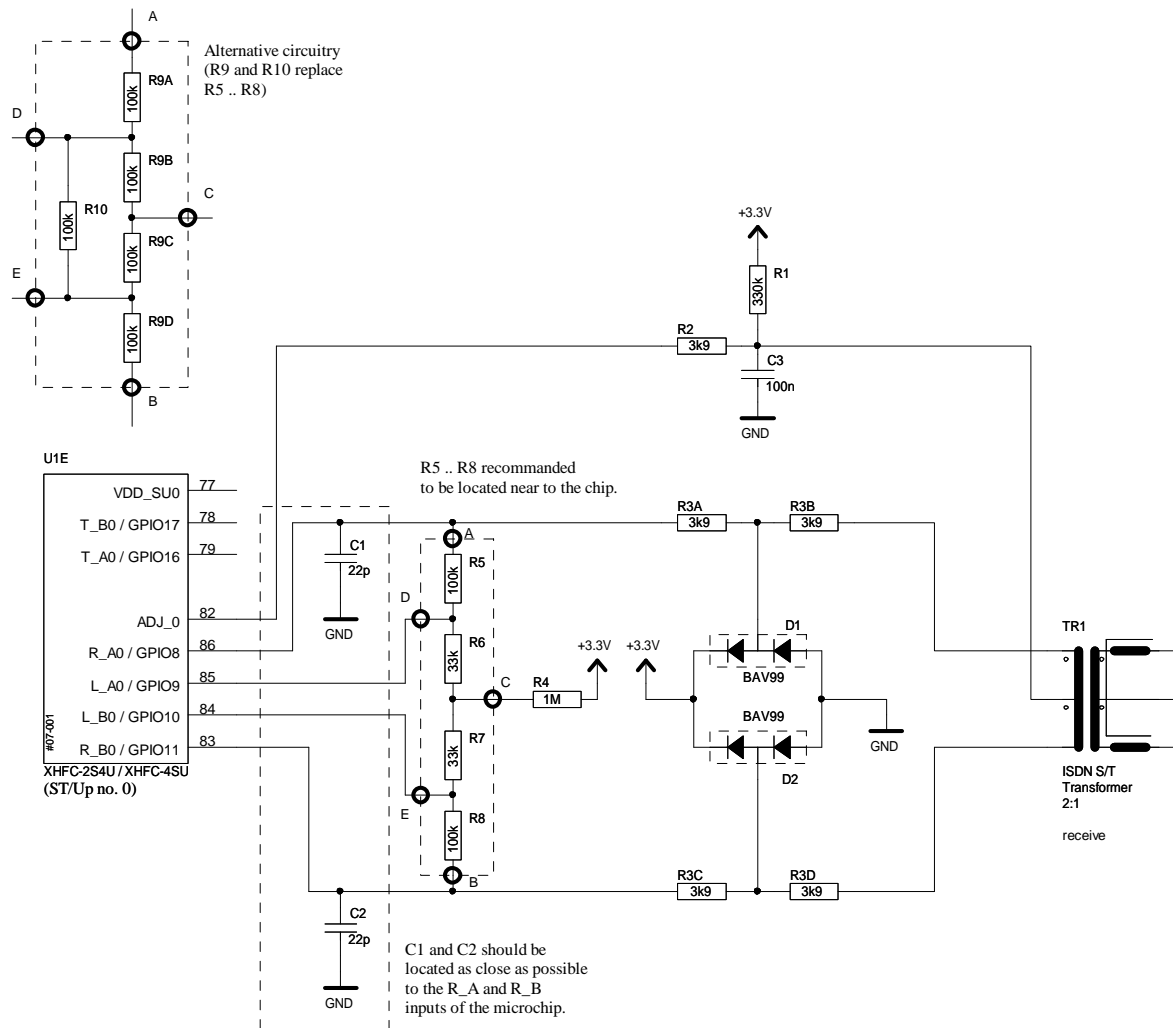 A
Alternative circuitry
(R9 and R10 replace
R5 .. R8)
R9A
100k
D
R9B
100k
C
R10
100k
R9C
100k
E
R9D
100k
B
+3.3V
R1
330k
R2
3k9
C3
100n
GND
U1E
VDD_SU0 77
T_B0 / GPIO17 78
T_A0 / GPIO16 79
ADJ_0 82
R_A0 / GPIO8 86
L_A0 / GPIO9 85
L_B0 / GPIO10 84
R_B0 / GPIO11 83
#07-001
XHFC-2S4U / XHFC-4SU
(ST/Up no. 0)
R5 .. R8 recommanded
to be located near to the chip.
C1
22p
GND
A
R5
100k
D
R6
33k
C
R4
1M
+3.3V
R7
33k
E
R8
100k
B
R3A
3k9
R3B
3k9
+3.3V
D1
BAV99
BAV99
D2
GND
TR1
ISDN S/T
Transformer
2:1
receive
R3C
3k9
R3D
3k9
C2
22p
GND
C1 and C2 should be
located as close as possible
to the R_A and R_B
inputs of the microchip.